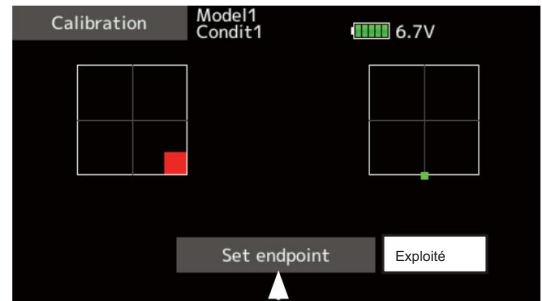 Calibration
Model1
Condit1
6.7V
Set endpoint
Exploité